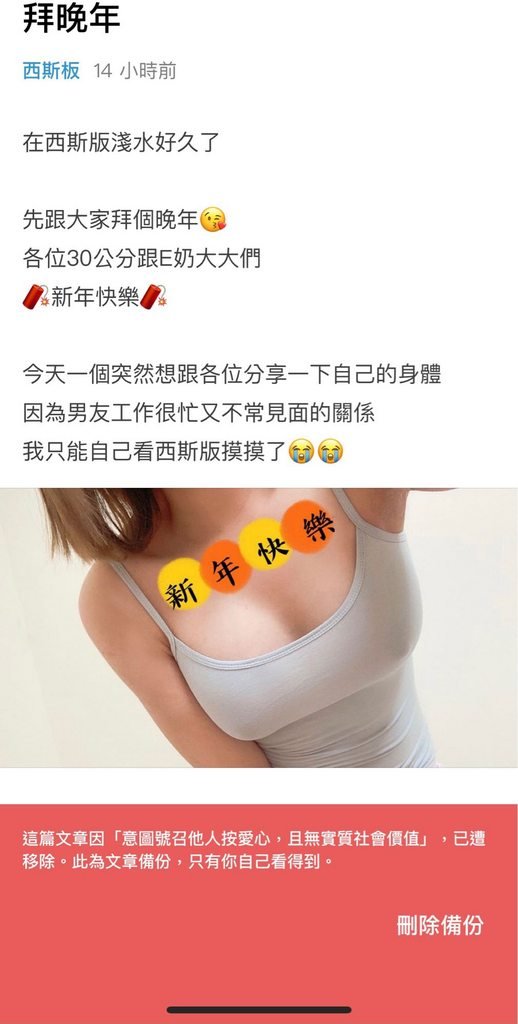 拜晚年
西斯板 14 小時前
在西斯版淺水好久了
先跟大家拜個晚年😘
各位30公分跟E奶大大們
🧨新年快樂🧨
今天一個突然想跟各位分享一下自己的身體
因為男友工作很忙又不常見面的關係
我只能自己看西斯版摸摸了😭😭
新年快樂
這篇文章因「意圖號召他人按愛心，且無實質社會價值」，已遭
移除。此為文章備份，只有你自己看得到。
刪除備份